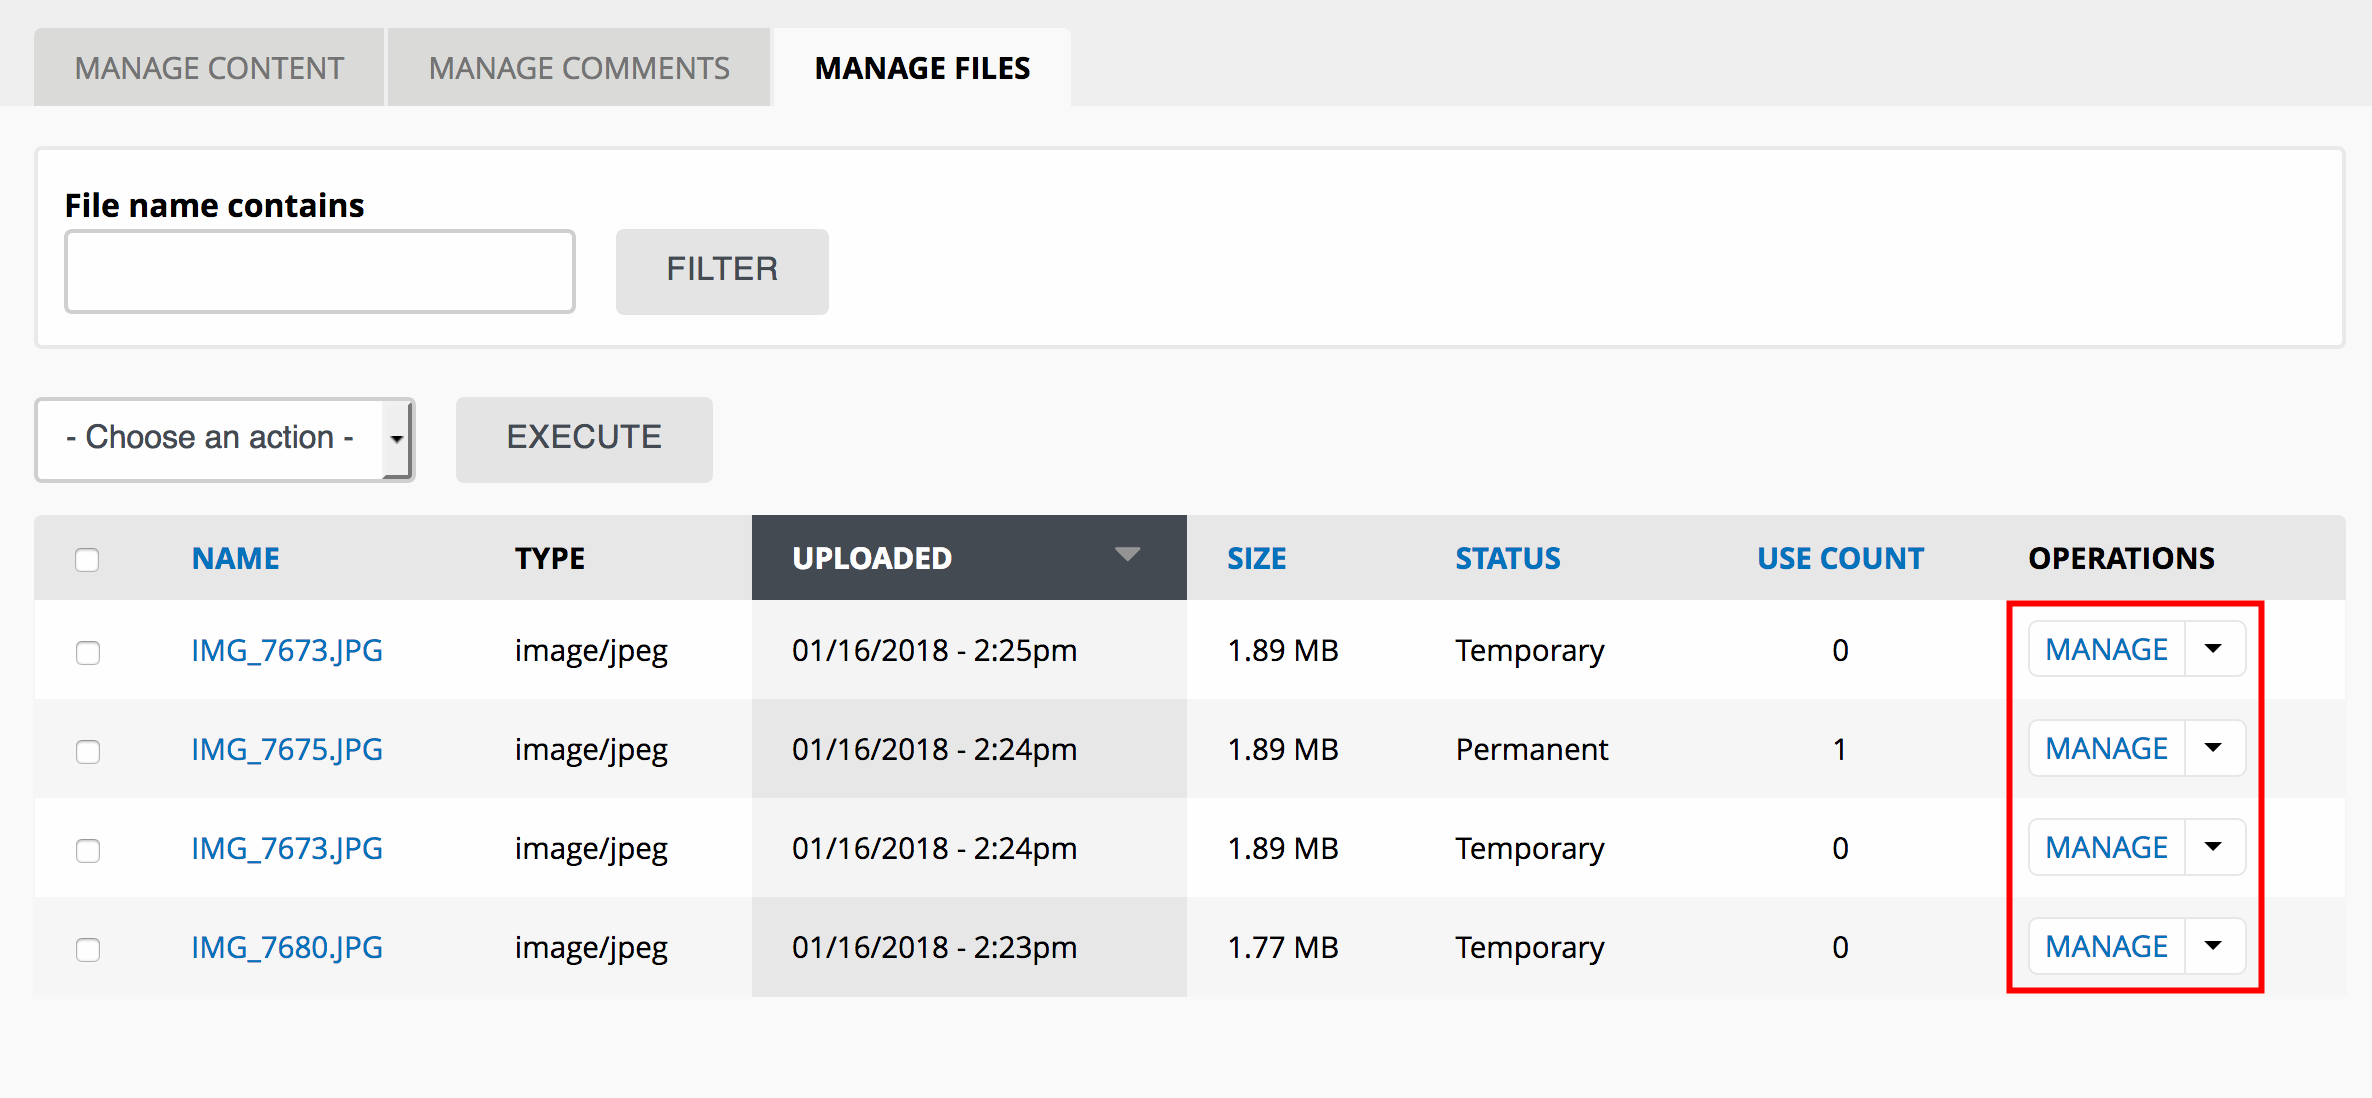 MANAGE CONTENT MANAGE COMMENTS MANAGE FILES
File name contains
FILTER
- Choose an action - EXECUTE
NAME TYPE UPLOADED SIZE STATUS USE COUNT OPERATIONS
IMG_7673.JPG image/jpeg 01/16/2018 - 2:25pm 1.89 MB Temporary 0 MANAGE
IMG_7675.JPG image/jpeg 01/16/2018 - 2:24pm 1.89 MB Permanent 1 MANAGE
IMG_7673.JPG image/jpeg 01/16/2018 - 2:24pm 1.89 MB Temporary 0 MANAGE
IMG_7680.JPG image/jpeg 01/16/2018 - 2:23pm 1.77 MB Temporary 0 MANAGE